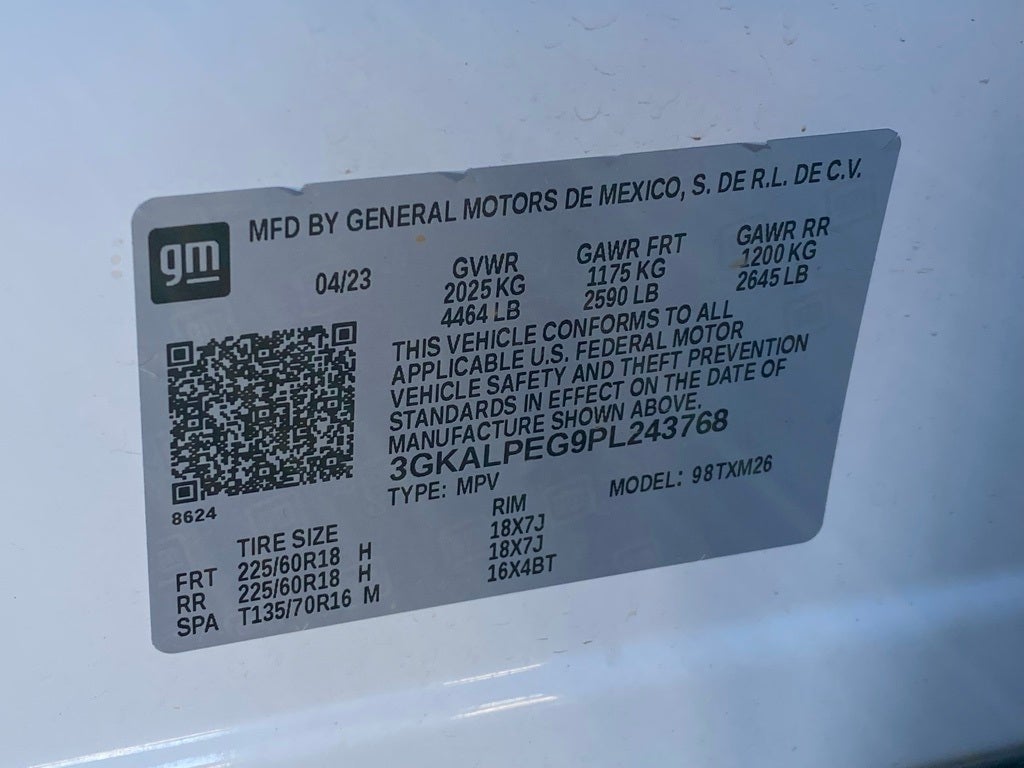 MFD BY GENERAL MOTORS DE MEXICO, S. DE R.L. DE C.V.
gm
04/23
GVWR GAWR FRT GAWR RR
2025 KG 1175 KG 1200 KG
4464 LB 2590 LB 2645 LB
THIS VEHICLE CONFORMS TO ALL
APPLICABLE U.S. FEDERAL MOTOR
VEHICLE SAFETY AND THEFT PREVENTION
STANDARDS IN EFFECT ON THE DATE OF
MANUFACTURE SHOWN ABOVE.
3GKALPEG9PL243768
TYPE: MPV MODEL: 98TXM26
8624
TIRE SIZE RIM
FRT 225/60R18 H 18X7J
RR 225/60R18 H 18X7J
SPA T135/70R16 M 16X4BT